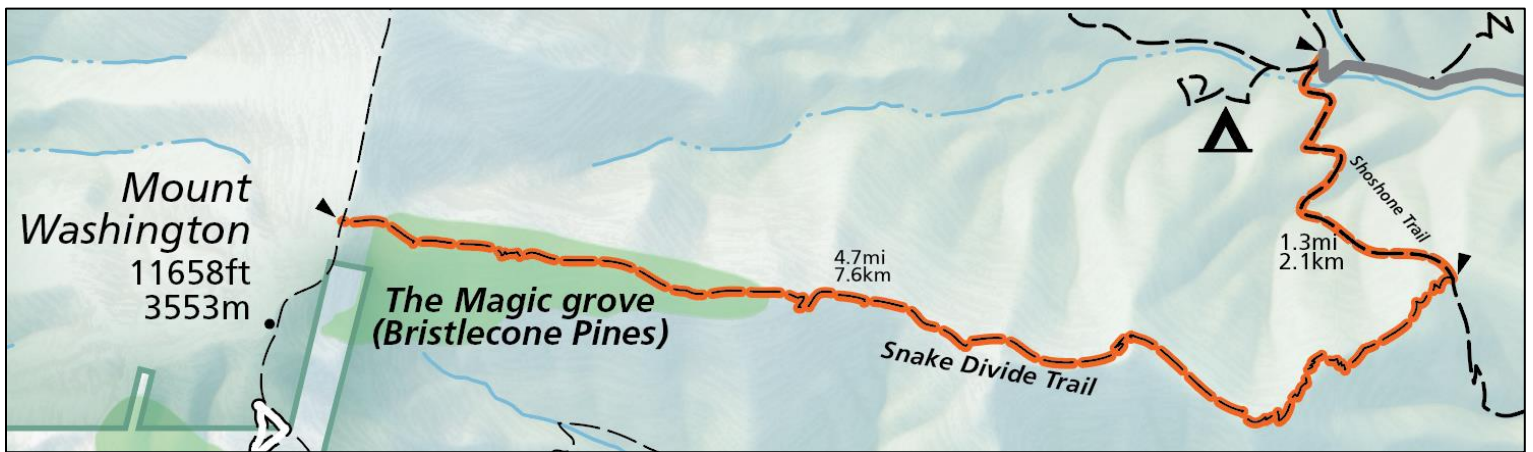 Mount
Washington
11658ft
3553m
The Magic grove
(Bristlecone Pines)
4.7mi
7.6km
Snake Divide Trail
Shoshone Trail
1.3mi
2.1km